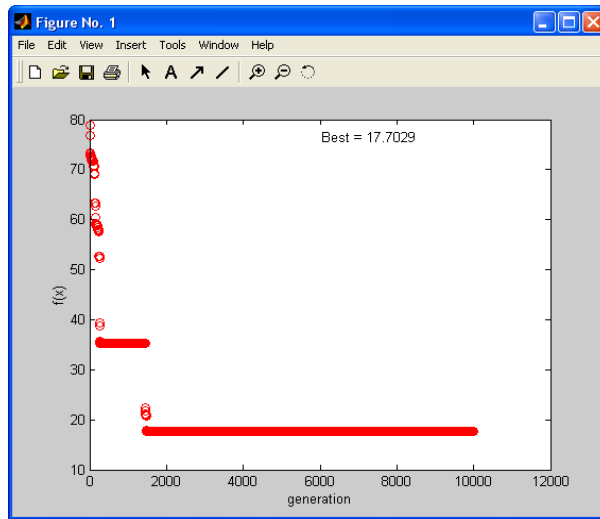 Figure No. 1
File Edit View Insert Tools Window Help
A
80
Best = 17.7029
70
60
50
f(x)
40
30
20
10
0 2000 4000 6000 8000 10000 12000
generation